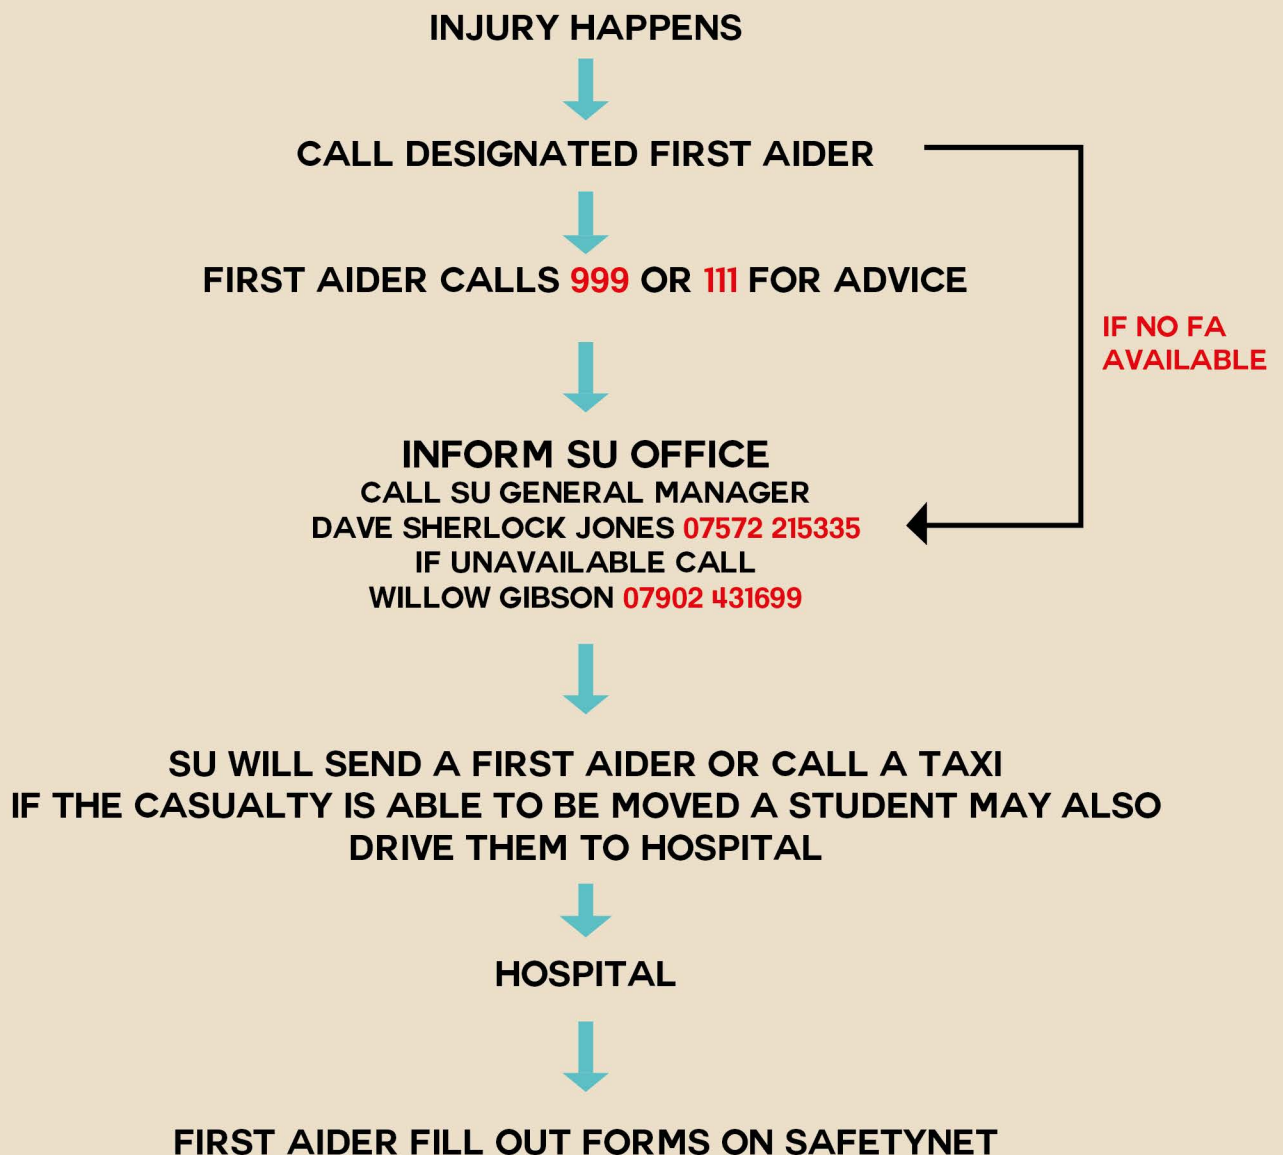 INJURY HAPPENS
CALL DESIGNATED FIRST AIDER
FIRST AIDER CALLS 999 OR 111 FOR ADVICE
IF NO FA
AVAILABLE
INFORM SU OFFICE
CALL SU GENERAL MANAGER
DAVE SHERLOCK JONES 07572 215335
IF UNAVAILABLE CALL
WILLOW GIBSON 07902 431699
SU WILL SEND A FIRST AIDER OR CALL A TAXI
IF THE CASUALTY IS ABLE TO BE MOVED A STUDENT MAY ALSO
DRIVE THEM TO HOSPITAL
HOSPITAL
FIRST AIDER FILL OUT FORMS ON SAFETYNET